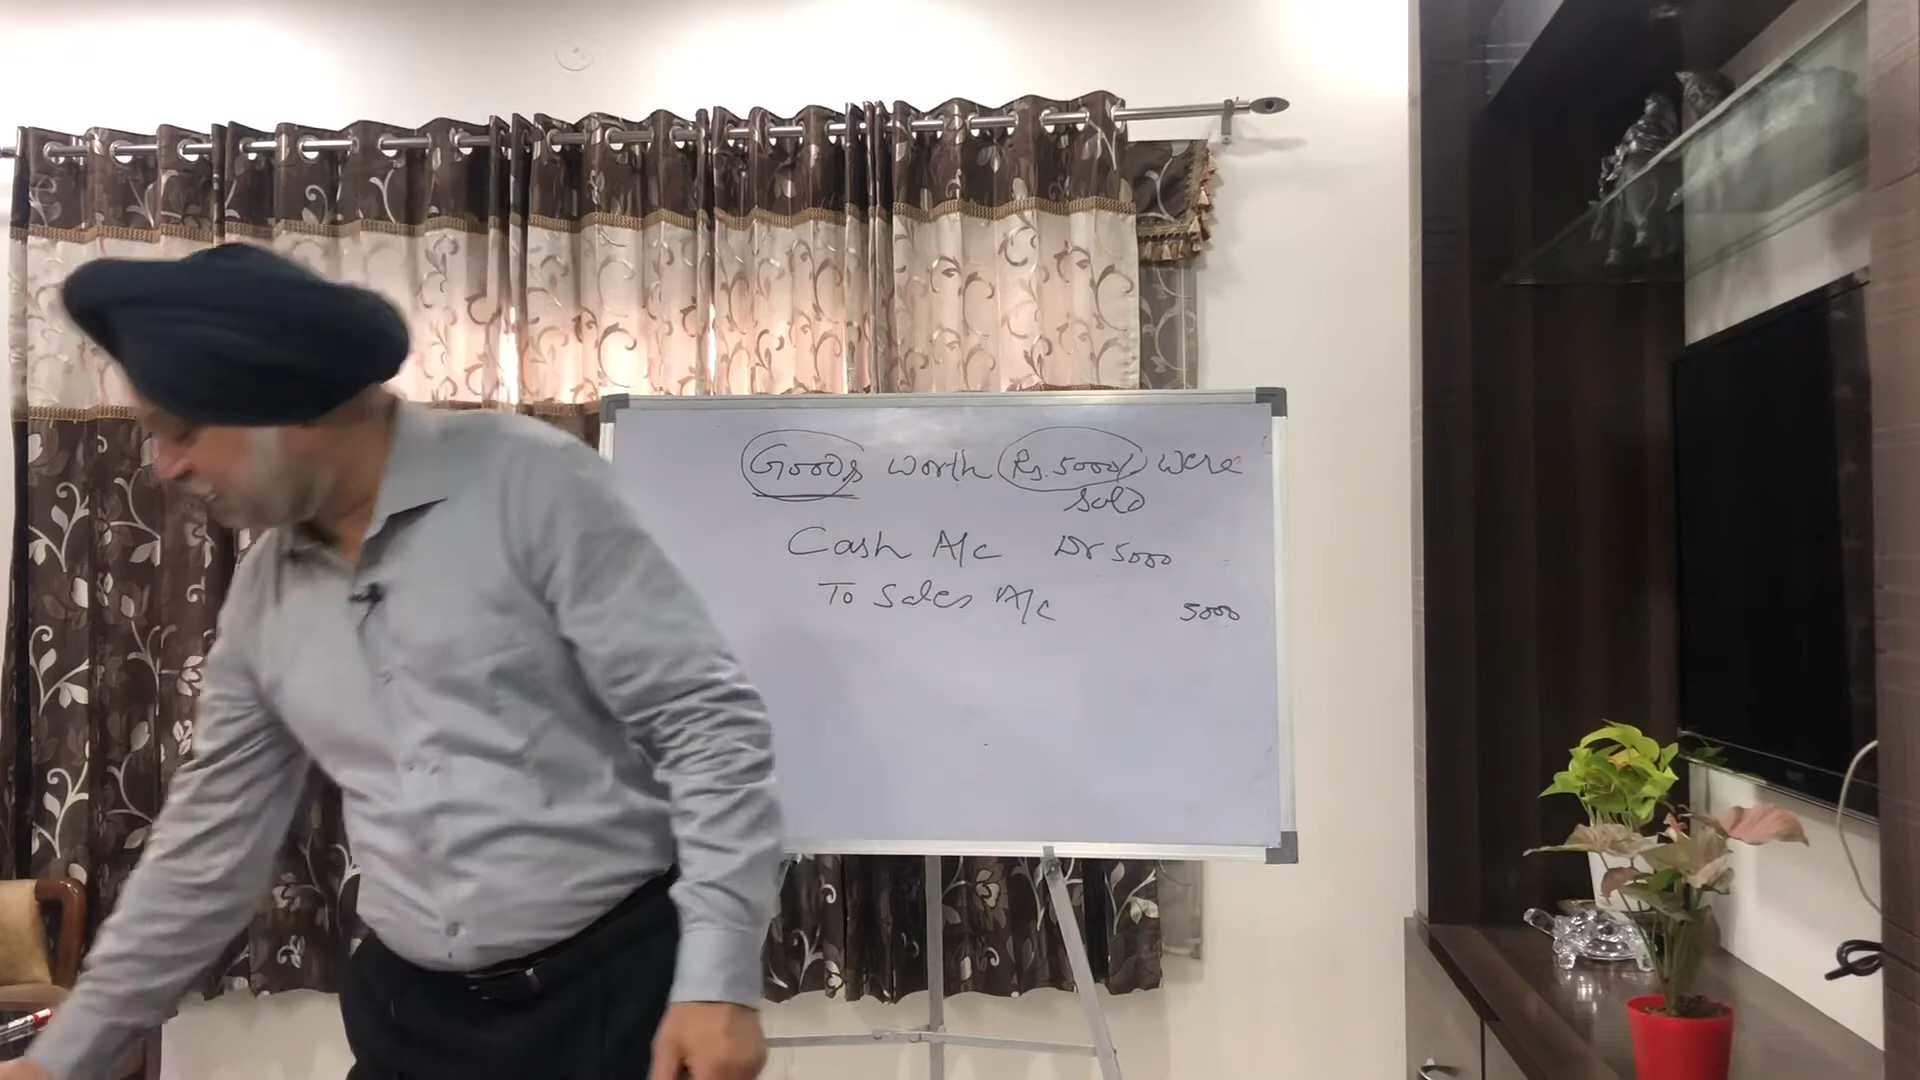 Goods worth Rs. 5000/ were
sold
Cash A/c Dr 5000
To Sales A/c 5000